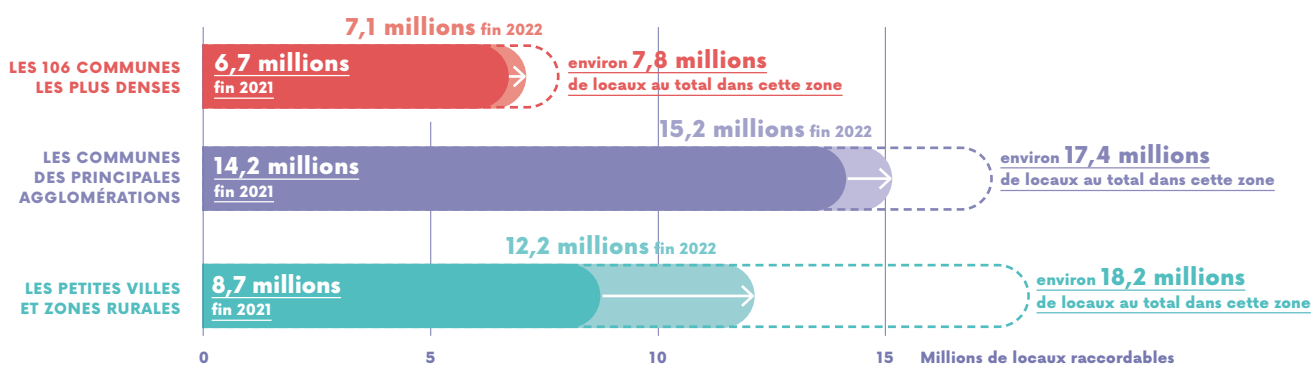 7,1 millions fin 2022
LES 106 COMMUNES
LES PLUS DENSES
6,7 millions
fin 2021
environ 7,8 millions
de locaux au total dans cette zone
15,2 millions fin 2022
LES COMMUNES
DES PRINCIPALES
AGGLOMÉRATIONS
14,2 millions
fin 2021
environ 17,4 millions
de locaux au total dans cette zone
12,2 millions fin 2022
LES PETITES VILLES
ET ZONES RURALES
8,7 millions
fin 2021
environ 18,2 millions
de locaux au total dans cette zone
0 5 10 15 Millions de locaux raccordables